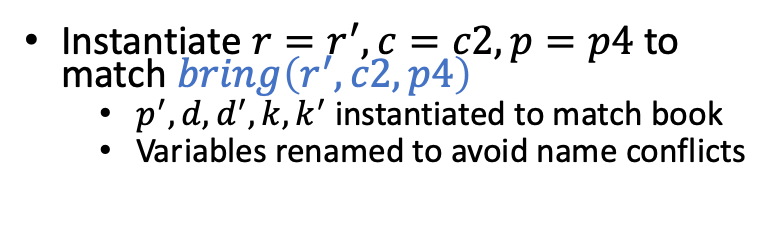 • Instantiate r = r′, c = c2, p = p4 to
match bring(r′, c2, p4)
• p′, d, d′, k, k′ instantiated to match book
• Variables renamed to avoid name conflicts